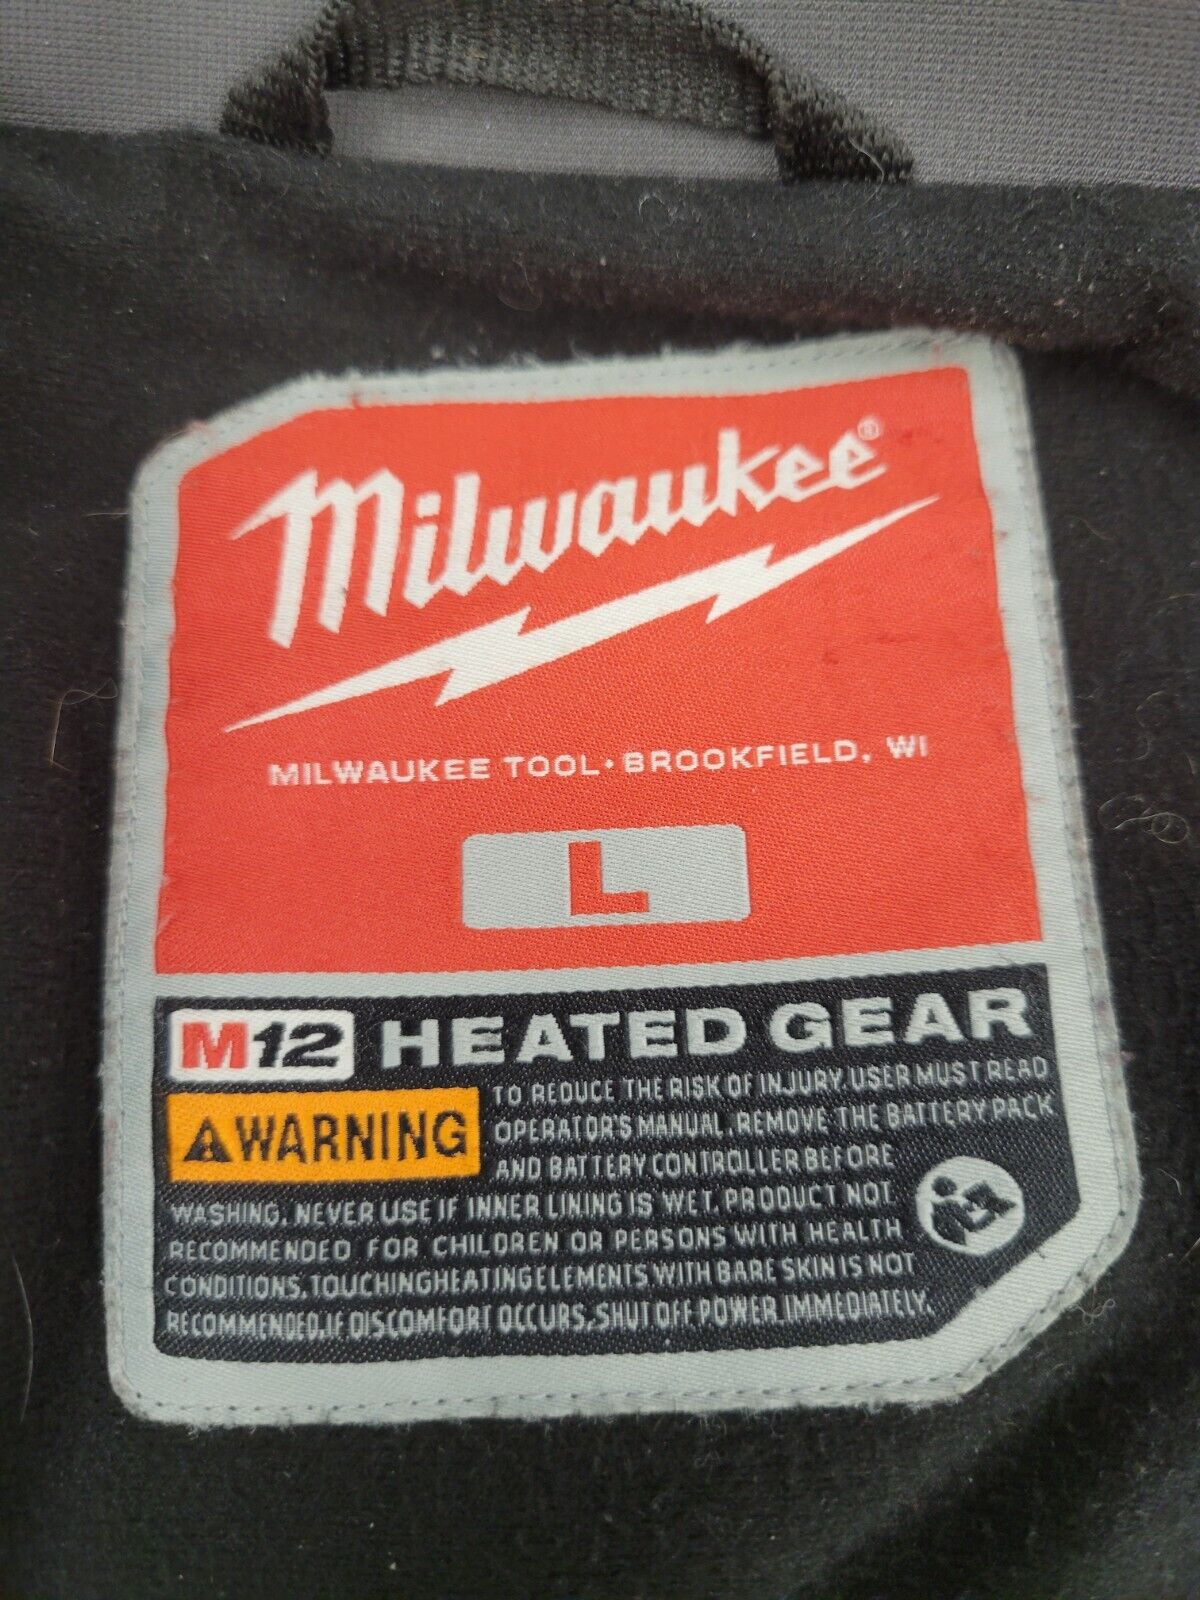 Milwaukee®
MILWAUKEE TOOL • BROOKFIELD, WI
L
M12 HEATED GEAR
WARNING
TO REDUCE THE RISK OF INJURY, USER MUST READ
OPERATOR'S MANUAL. REMOVE THE BATTERY PACK
AND BATTERY CONTROLLER BEFORE
WASHING. NEVER USE IF INNER LINING IS WET. PRODUCT NOT
RECOMMENDED FOR CHILDREN OR PERSONS WITH HEALTH
CONDITIONS. TOUCHING HEATING ELEMENTS WITH BARE SKIN IS NOT
RECOMMENDED. IF DISCOMFORT OCCURS, SHUT OFF POWER IMMEDIATELY.